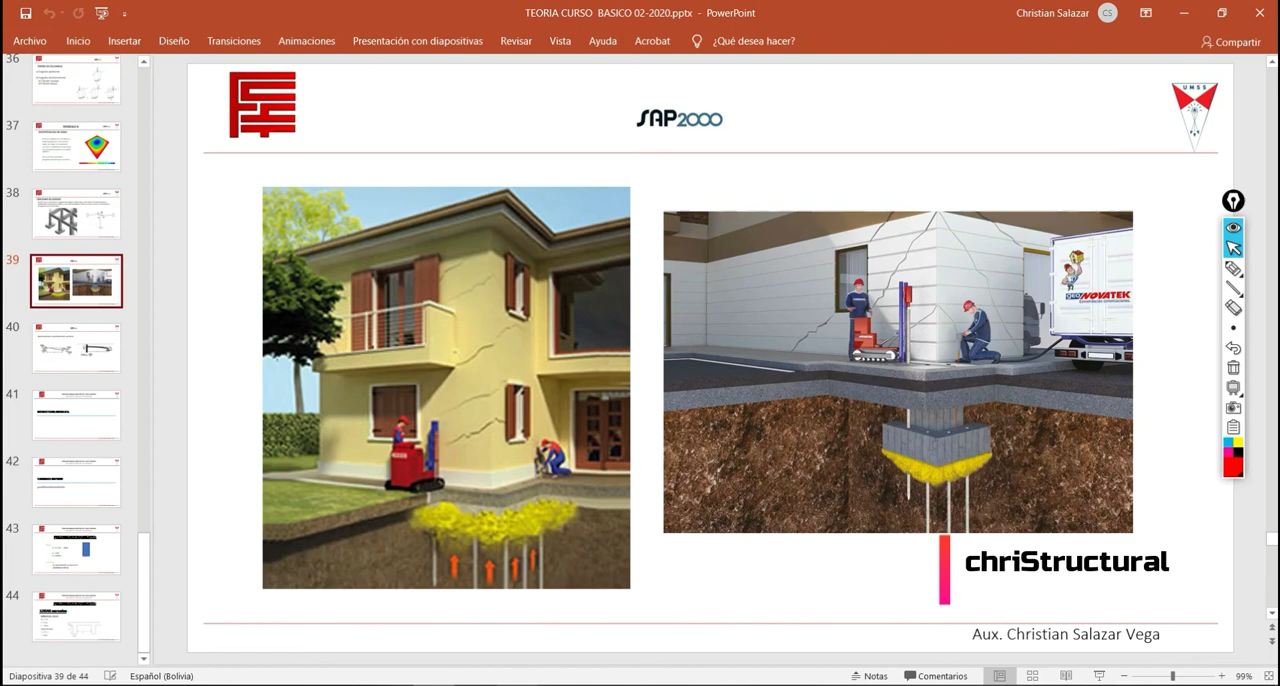 TEORIA CURSO BASICO 02-2020.pptx - PowerPoint
Christian Salazar
CS
Archivo Inicio Insertar Diseño Transiciones Animaciones Presentación con diapositivas Revisar Vista Ayuda Acrobat ¿Qué desea hacer?
Compartir
36
37
38
39
40
41
42
43
44
SAP2000
UMSS
geoNOVATEK
chriStructural
Aux. Christian Salazar Vega
Diapositiva 39 de 44
Español (Bolivia)
Notas
Comentarios
99%